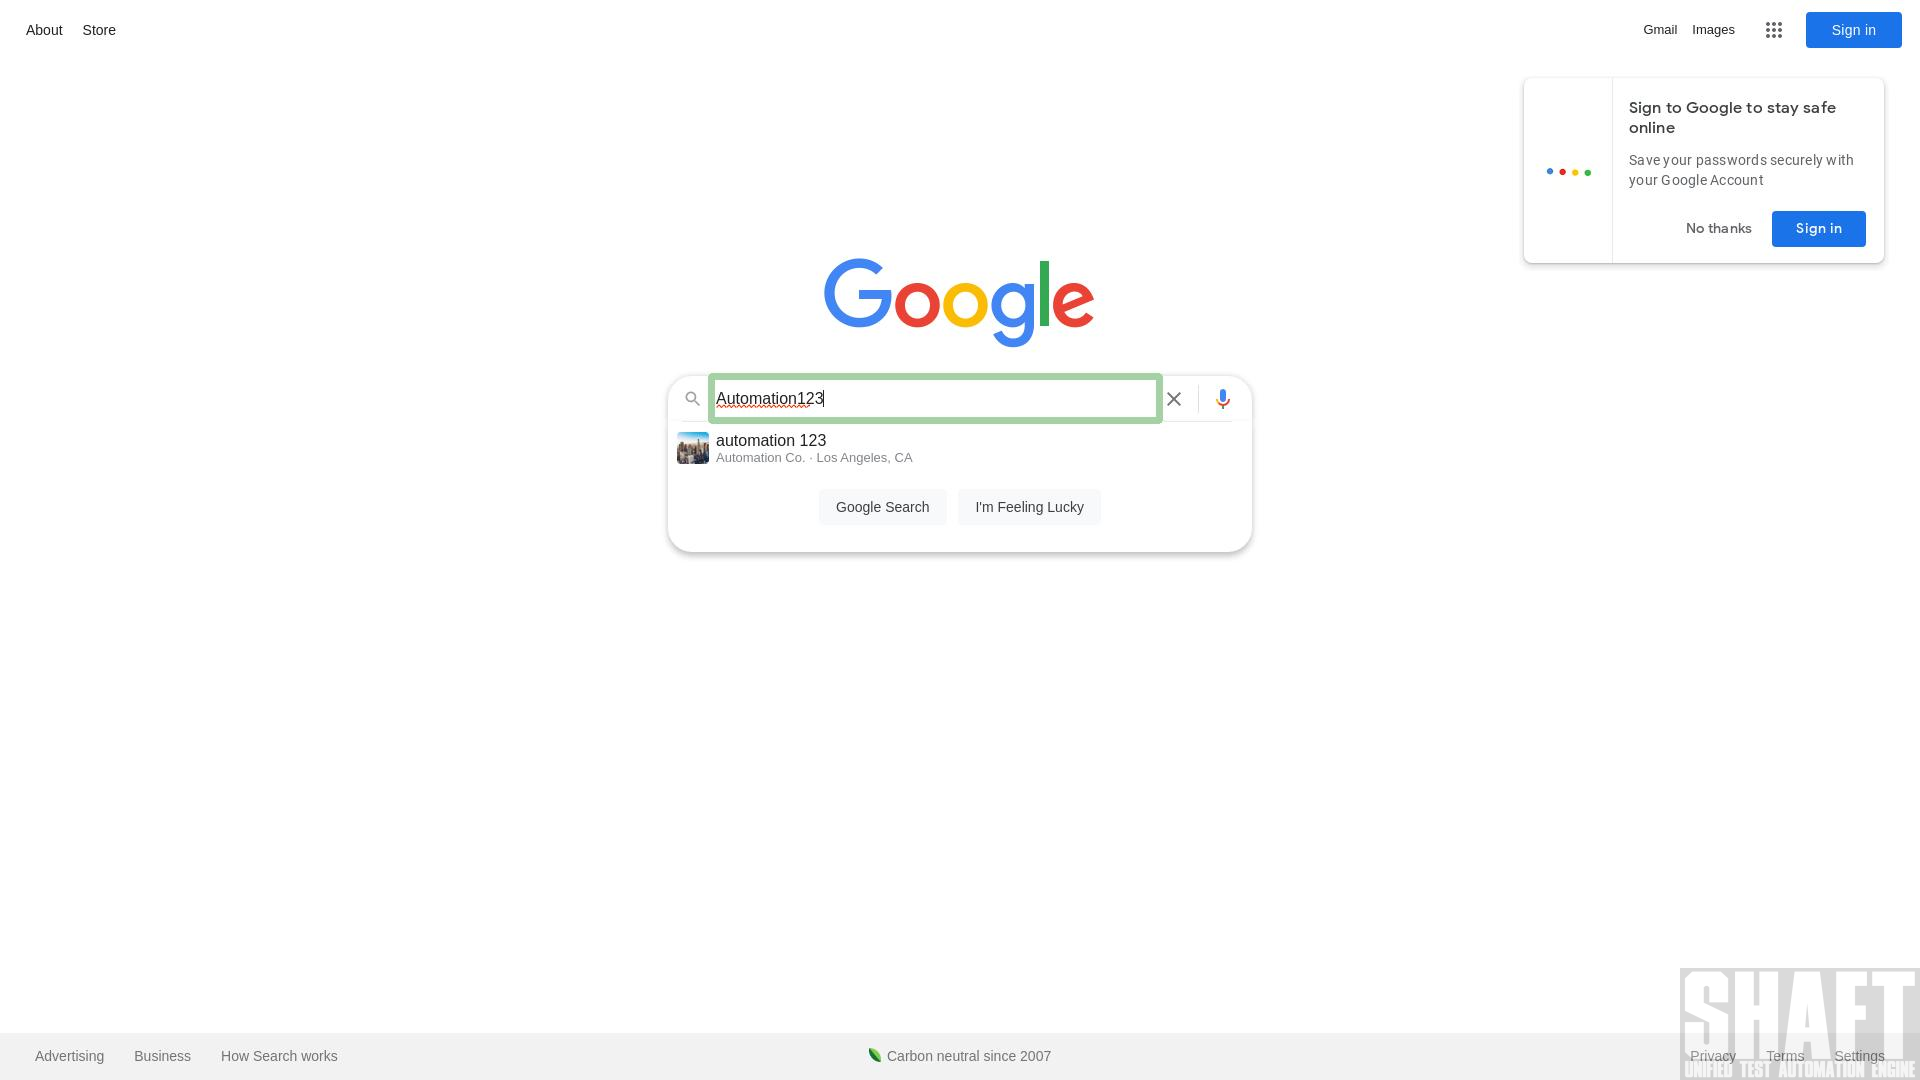 About Store
Gmail Images
Sign in
Sign to Google to stay safe
online
Save your passwords securely with
your Google Account
No thanks Sign in
Google
Automation123
automation 123
Automation Co. · Los Angeles, CA
Google Search I'm Feeling Lucky
SHAFT
Advertising Business How Search works
Carbon neutral since 2007
Privacy Terms Settings
UNIFIED TEST AUTOMATION ENGINE